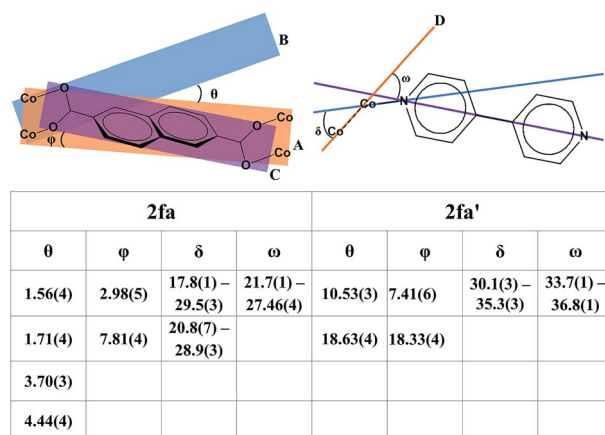 D
B
θ
ω
Co
O
Co
N
Co
O
Co
δ
Co
N
Co
O
φ
O
Co
A
C
2fa 2fa'
θ φ δ ω θ φ δ ω
1.56(4) 2.98(5) 17.8(1) – 29.5(3) 21.7(1) – 27.46(4) 10.53(3) 7.41(6) 30.1(3) – 35.3(3) 33.7(1) – 36.8(1)
1.71(4) 7.81(4) 20.8(7) – 28.9(3) 18.63(4) 18.33(4)
3.70(3)
4.44(4)